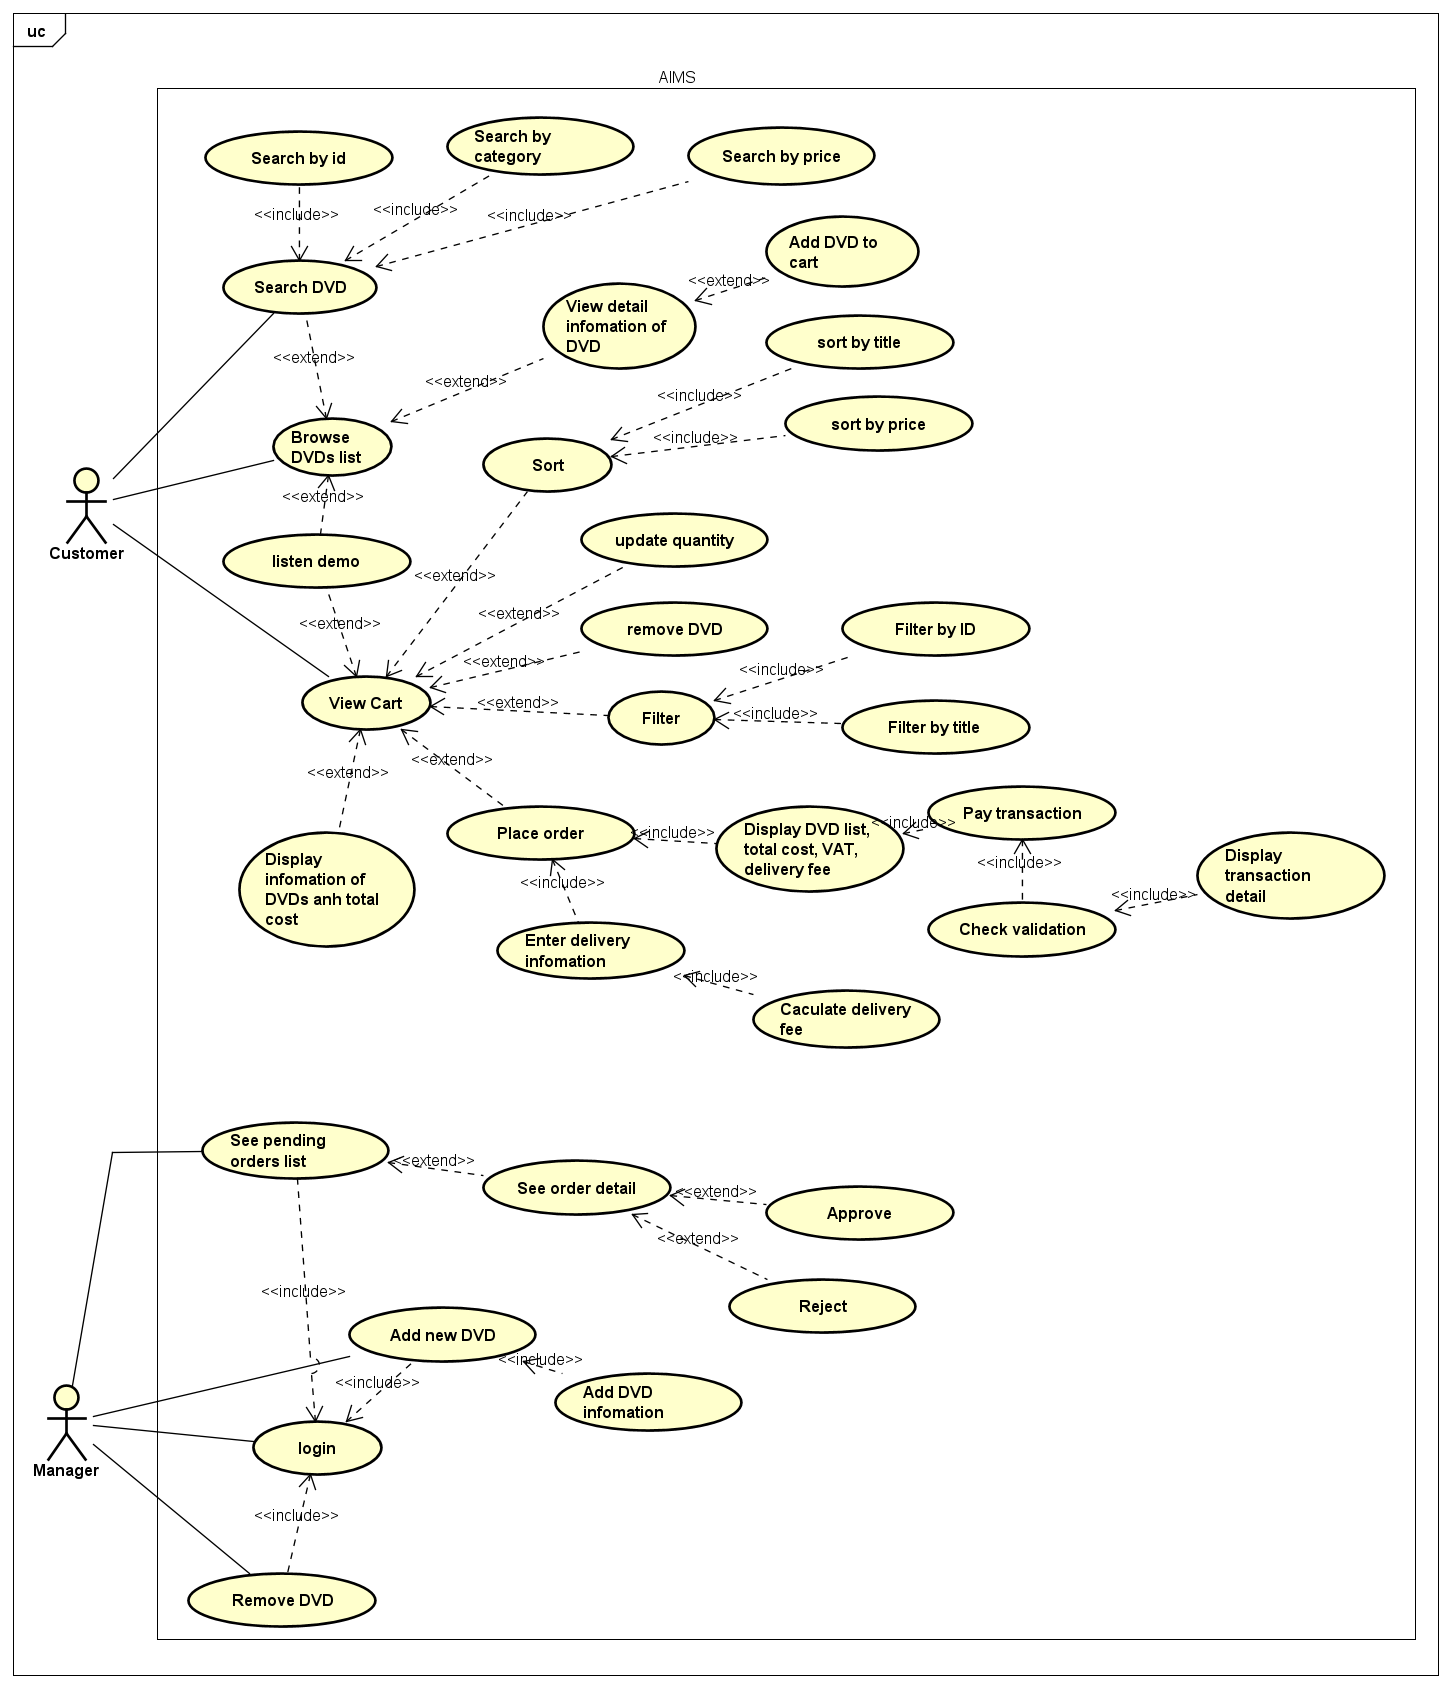 uc
AIMS
Search by id
Search by
category
Search by price
<<include>>
<<include>>
<<include>>
Add DVD to
cart
Search DVD
<<extend>>
View detail
infomation of
DVD
sort by title
<<extend>>
<<extend>>
<<include>>
sort by price
Browse
DVDs list
<<include>>
Sort
<<extend>>
Customer
listen demo
update quantity
<<extend>>
<<extend>>
<<extend>>
remove DVD
Filter by ID
<<extend>>
<<include>>
View Cart
<<extend>>
Filter
<<include>>
Filter by title
<<extend>>
<<extend>>
Place order
<<include>>
Display DVD list,
total cost, VAT,
delivery fee
<<include>>
Pay transaction
Display
infomation of
DVDs anh total
cost
<<include>>
<<include>>
<<include>>
Display
transaction
detail
Enter delivery
infomation
Check validation
<<include>>
Caculate delivery
fee
See pending
orders list
<<extend>>
See order detail
<<extend>>
Approve
<<extend>>
<<include>>
Reject
Add new DVD
<<include>>
<<include>>
Add DVD
infomation
login
Manager
<<include>>
Remove DVD